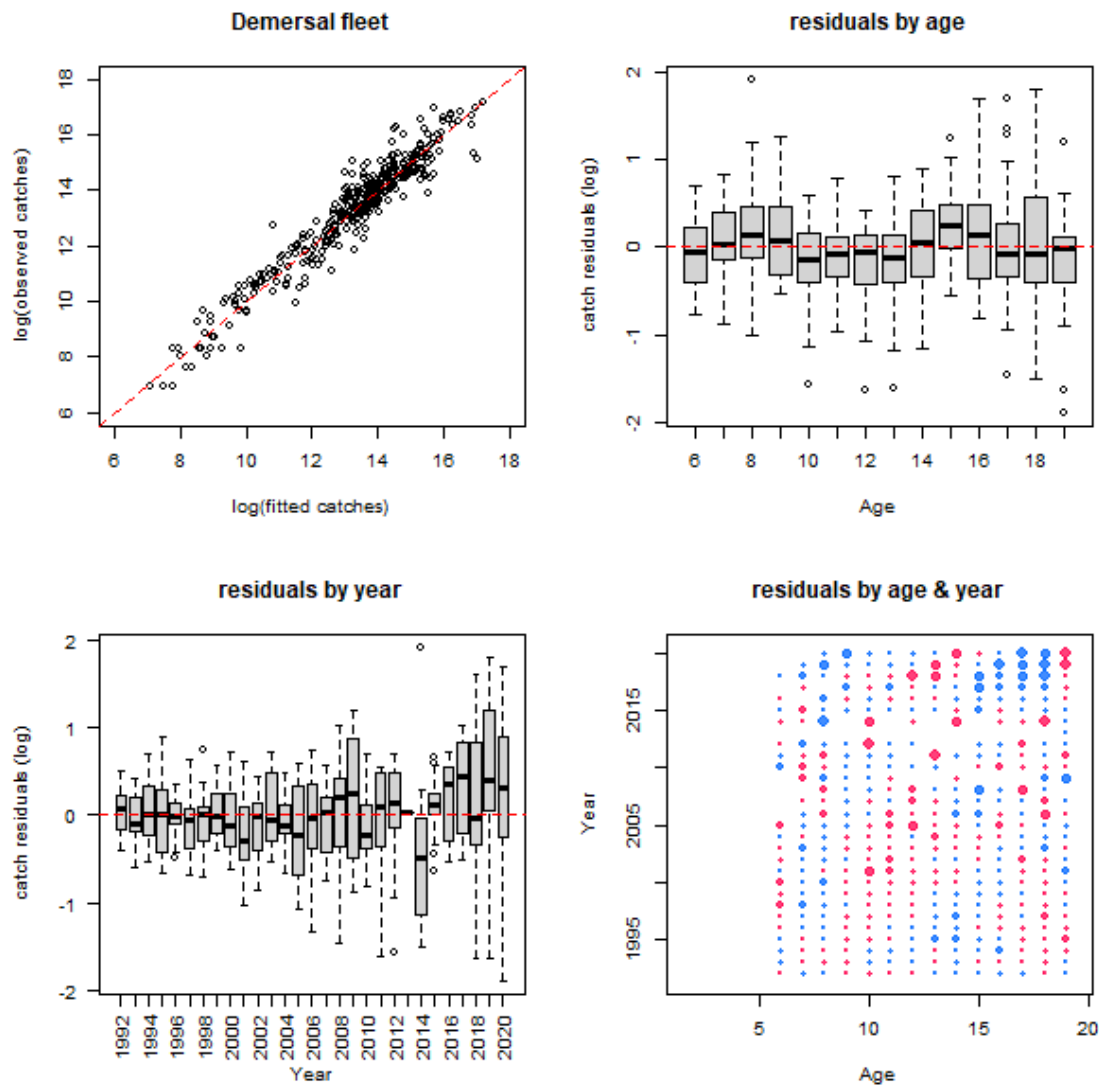 Demersal fleet
log(observed catches)
18
16
14
12
10
8
6
6 8 10 12 14 16 18
log(fitted catches)
residuals by age
catch residuals (log)
2
1
0
-1
-2
6 8 10 12 14 16 18
Age
residuals by year
catch residuals (log)
2
1
0
-1
-2
1992 1994 1996 1998 2000 2002 2004 2006 2008 2010 2012 2014 2016 2018 2020
Year
residuals by age & year
Year
2015
2005
1995
5 10 15 20
Age